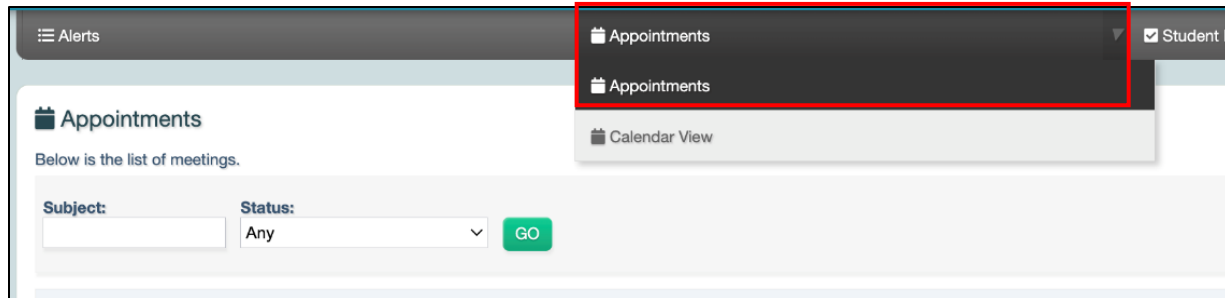 Alerts
Appointments
Student
Appointments
Calendar View
Appointments
Below is the list of meetings.
Subject:
Status:
Any
GO